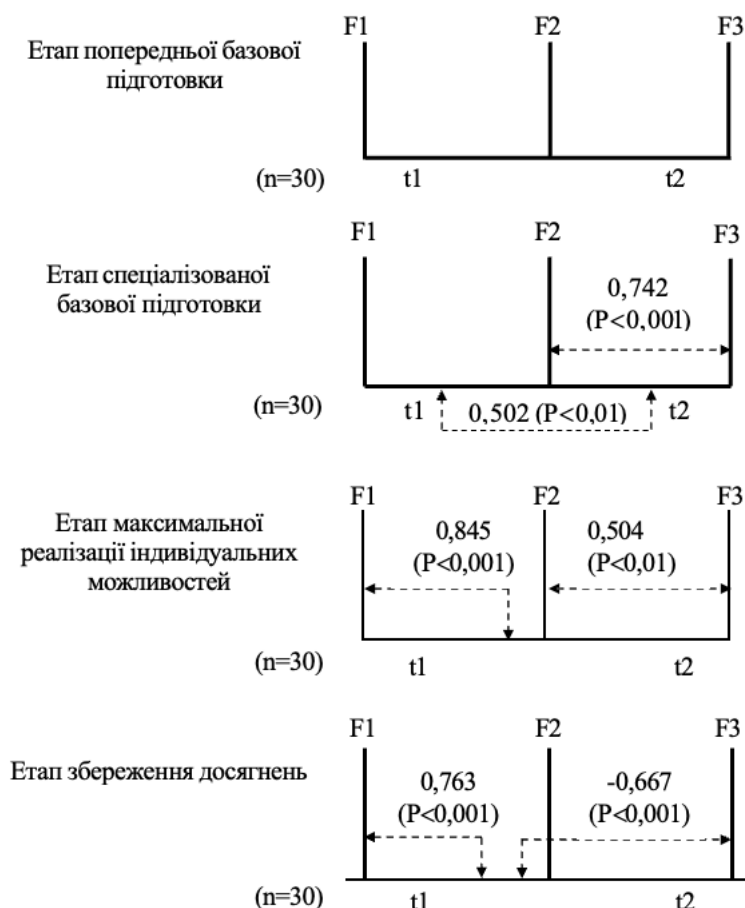 F1 F2 F3
Етап попередньої базової
підготовки
(n=30) t1 t2
F1 F2 F3
Етап спеціалізованої
базової підготовки
0,742
(P<0,001)
(n=30) t1 0,502 (P<0,01) t2
F1 F2 F3
Етап максимальної
реалізації індивідуальних
можливостей
0,845 0,504
(P<0,001) (P<0,01)
(n=30) t1 t2
F1 F2 F3
Етап збереження досягнень
0,763 -0,667
(P<0,001) (P<0,001)
(n=30) t1 t2